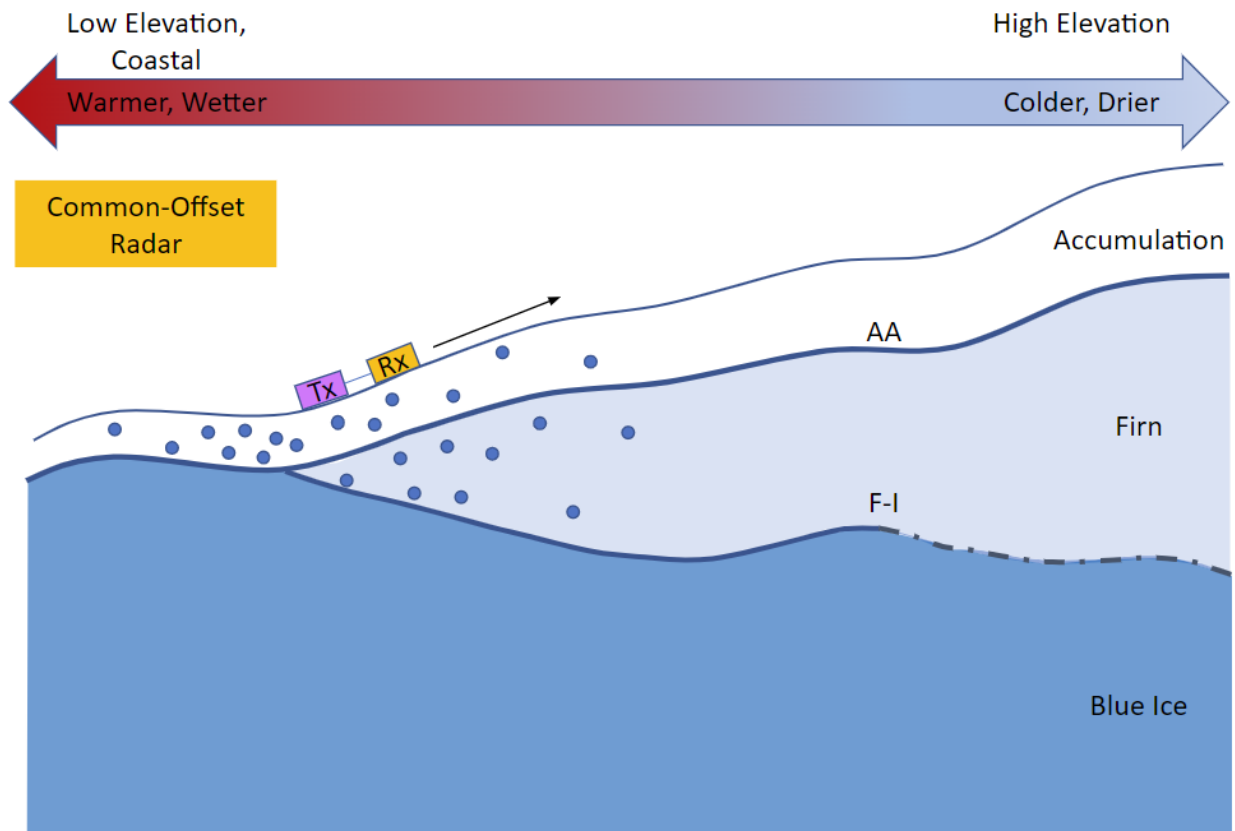 Low Elevation,
Coastal
High Elevation
Warmer, Wetter
Colder, Drier
Common-Offset
Radar
Accumulation
Tx
Rx
AA
Firn
F-I
Blue Ice